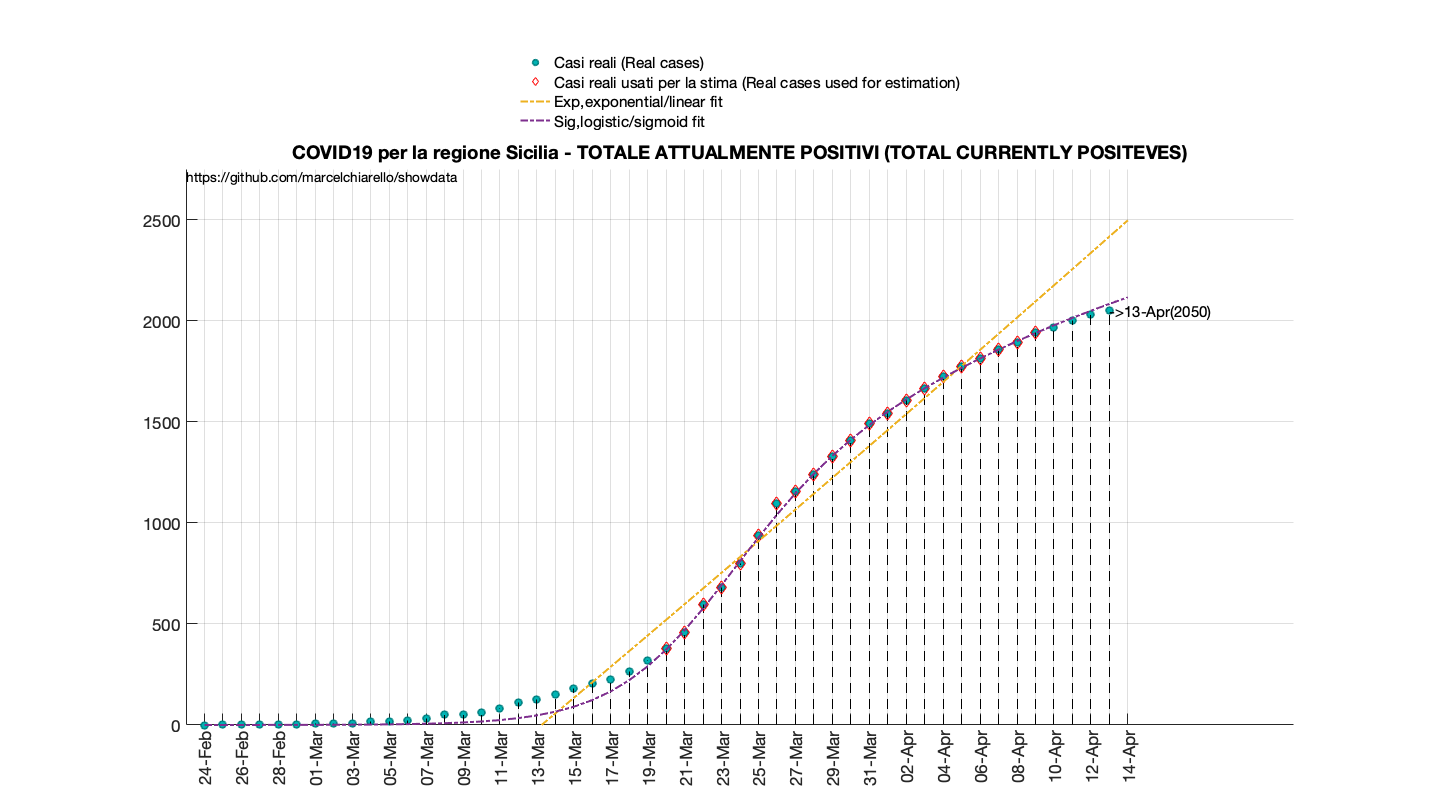 Casi reali (Real cases)
Casi reali usati per la stima (Real cases used for estimation)
Exp,exponential/linear fit
Sig,logistic/sigmoid fit
COVID19 per la regione Sicilia - TOTALE ATTUALMENTE POSITIVI (TOTAL CURRENTLY POSITEVES)
https://github.com/marcelchiarello/showdata
2500
2000
1500
1000
500
0
->13-Apr(2050)
24-Feb
26-Feb
28-Feb
01-Mar
03-Mar
05-Mar
07-Mar
09-Mar
11-Mar
13-Mar
15-Mar
17-Mar
19-Mar
21-Mar
23-Mar
25-Mar
27-Mar
29-Mar
31-Mar
02-Apr
04-Apr
06-Apr
08-Apr
10-Apr
12-Apr
14-Apr